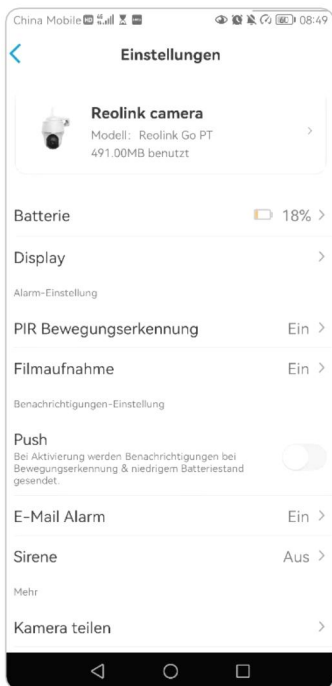 China Mobile 08:49
Einstellungen
Reolink camera
Modell: Reolink Go PT
491.00MB benutzt
Batterie 18%
Display
Alarm-Einstellung
PIR Bewegungserkennung Ein
Filmaufnahme Ein
Benachrichtigungen-Einstellung
Push
Bei Aktivierung werden Benachrichtigungen bei
Bewegungserkennung & niedrigem Batteriestand
gesendet.
E-Mail Alarm Ein
Sirene Aus
Mehr
Kamera teilen